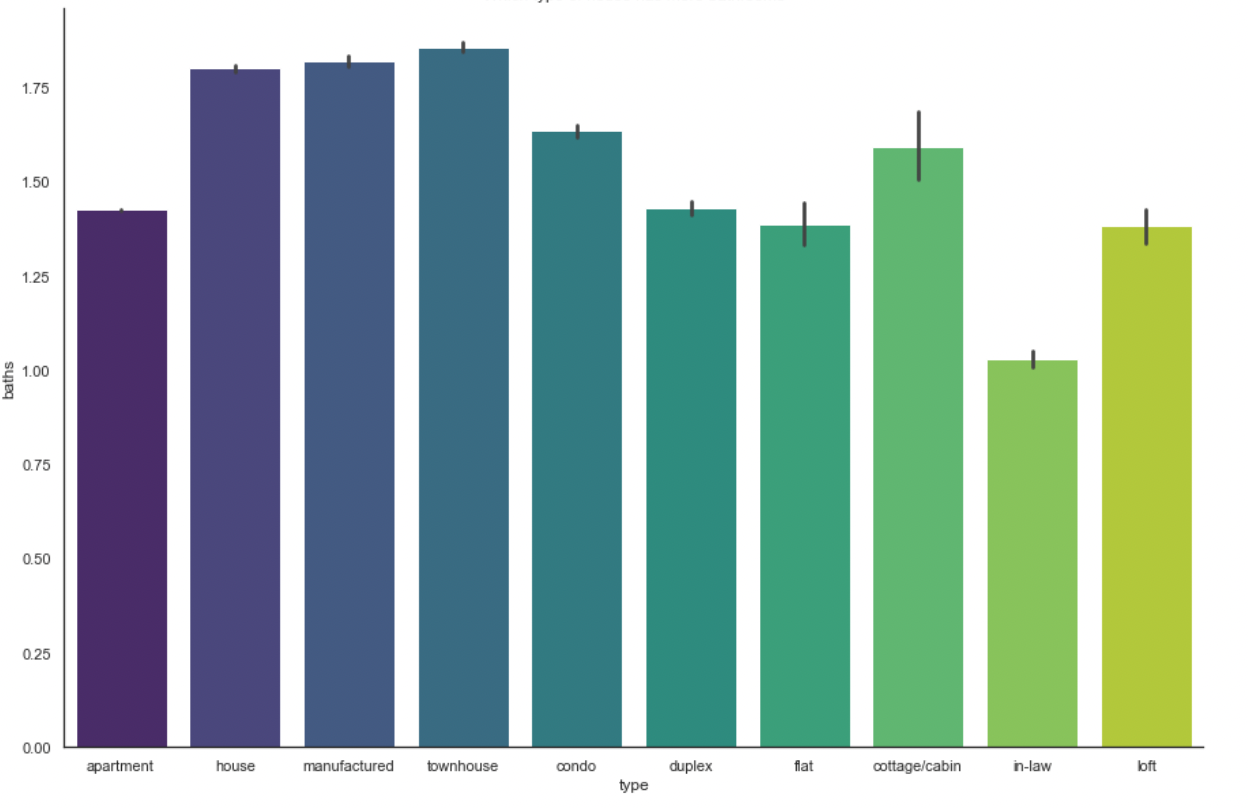 1.75
1.50
1.25
1.00
0.75
0.50
0.25
0.00
baths
apartment house manufactured townhouse condo duplex flat cottage/cabin in-law loft
type